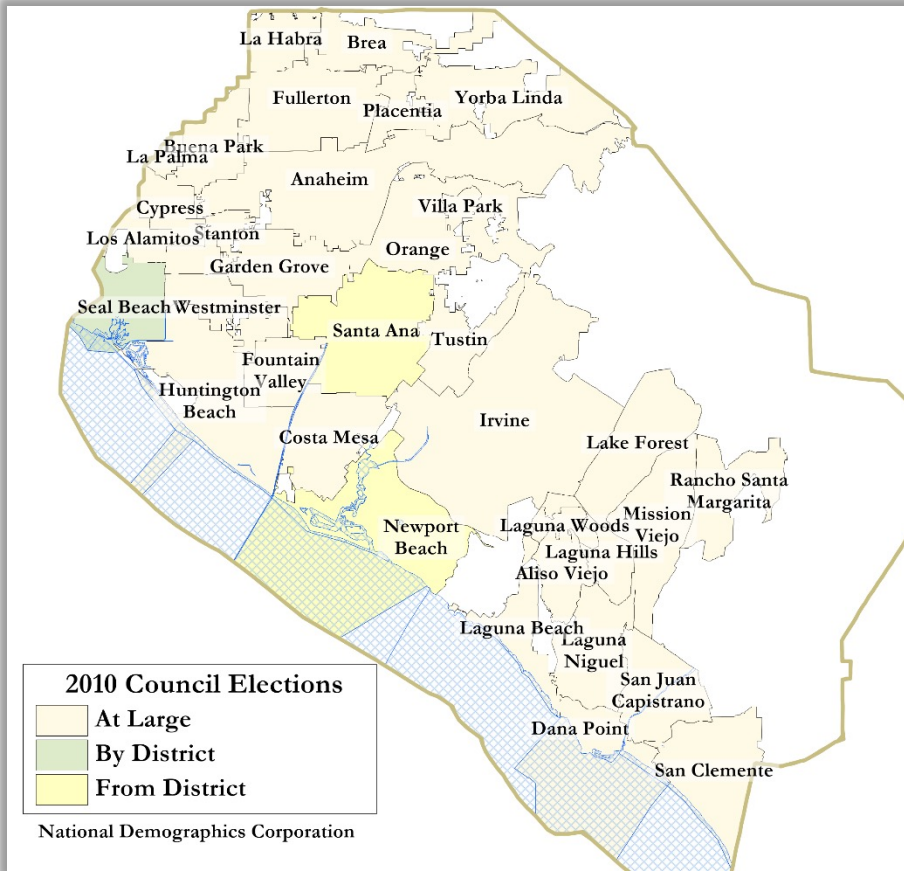 La Habra
Brea
Fullerton
Placentia
Yorba Linda
Buena Park
La Palma
Anaheim
Cypress
Villa Park
Los Alamitos
Stanton
Orange
Garden Grove
Seal Beach
Westminster
Santa Ana
Tustin
Fountain
Valley
Huntington
Beach
Costa Mesa
Irvine
Lake Forest
Rancho Santa
Margarita
Newport
Beach
Laguna Woods
Mission
Viejo
Laguna Hills
Aliso Viejo
Laguna Beach
Laguna
Niguel
San Juan
Capistrano
Dana Point
San Clemente
2010 Council Elections
At Large
By District
From District
National Demographics Corporation